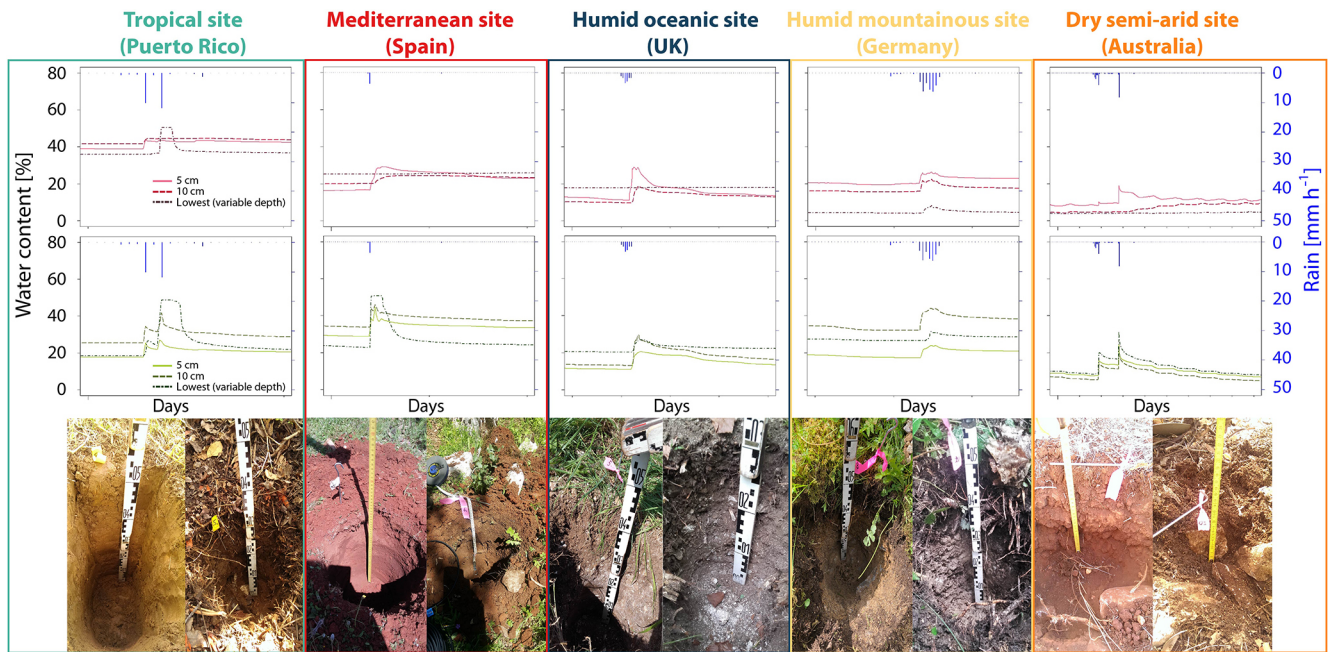 Tropical site
(Puerto Rico)
Mediterranean site
(Spain)
Humid oceanic site
(UK)
Humid mountainous site
(Germany)
Dry semi-arid site
(Australia)
Water content [%]
80
60
40
20
0
5 cm
10 cm
Lowest (variable depth)
0
10
20
30
40
50
Rain [mm h⁻¹]
80
60
40
20
0
5 cm
10 cm
Lowest (variable depth)
0
10
20
30
40
50
Days
Days
Days
Days
Days